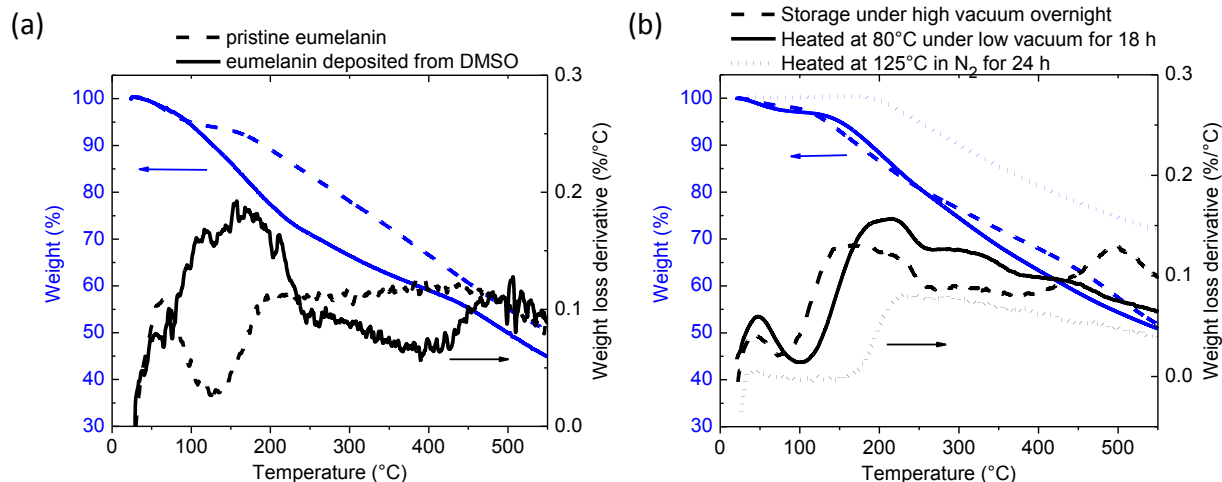 (a)
pristine eumelanin
eumelanin deposited from DMSO
100
90
80
70
60
50
40
30
Weight (%)
0.3
0.2
0.1
0.0
Weight loss derivative (%/°C)
0 100 200 300 400 500
Temperature (°C)
(b)
Storage under high vacuum overnight
Heated at 80°C under low vacuum for 18 h
Heated at 125°C in N2 for 24 h
100
90
80
70
60
50
40
30
Weight (%)
0.3
0.2
0.1
0.0
Weight loss derivative (%/°C)
0 100 200 300 400 500
Temperature (°C)